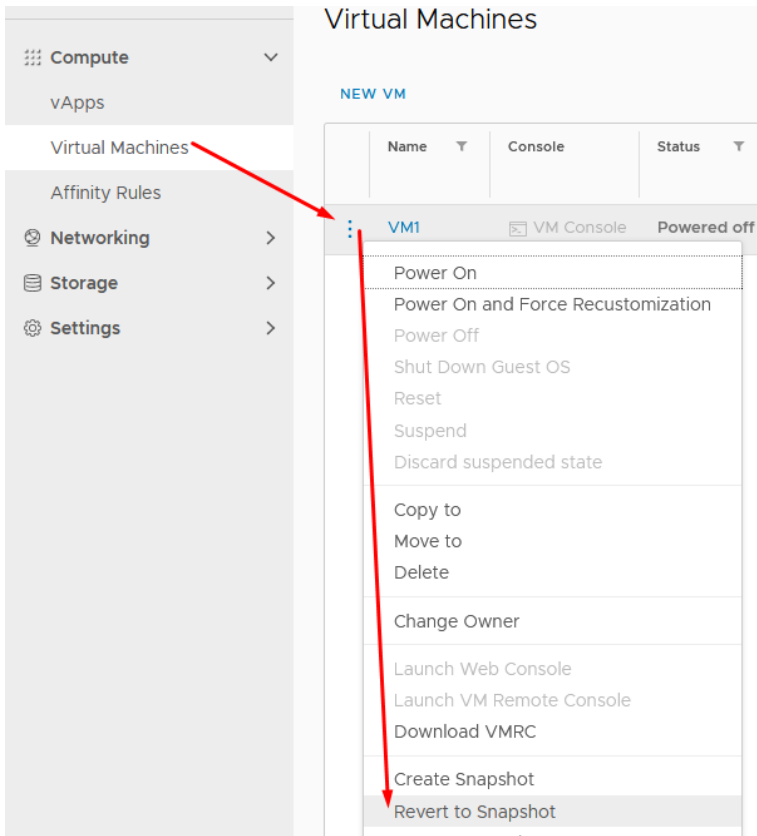 Virtual Machines
Compute
vApps
Virtual Machines
Affinity Rules
Networking
Storage
Settings
NEW VM
Name Console Status
VM1 VM Console Powered off
Power On
Power On and Force Recustomization
Power Off
Shut Down Guest OS
Reset
Suspend
Discard suspended state
Copy to
Move to
Delete
Change Owner
Launch Web Console
Launch VM Remote Console
Download VMRC
Create Snapshot
Revert to Snapshot